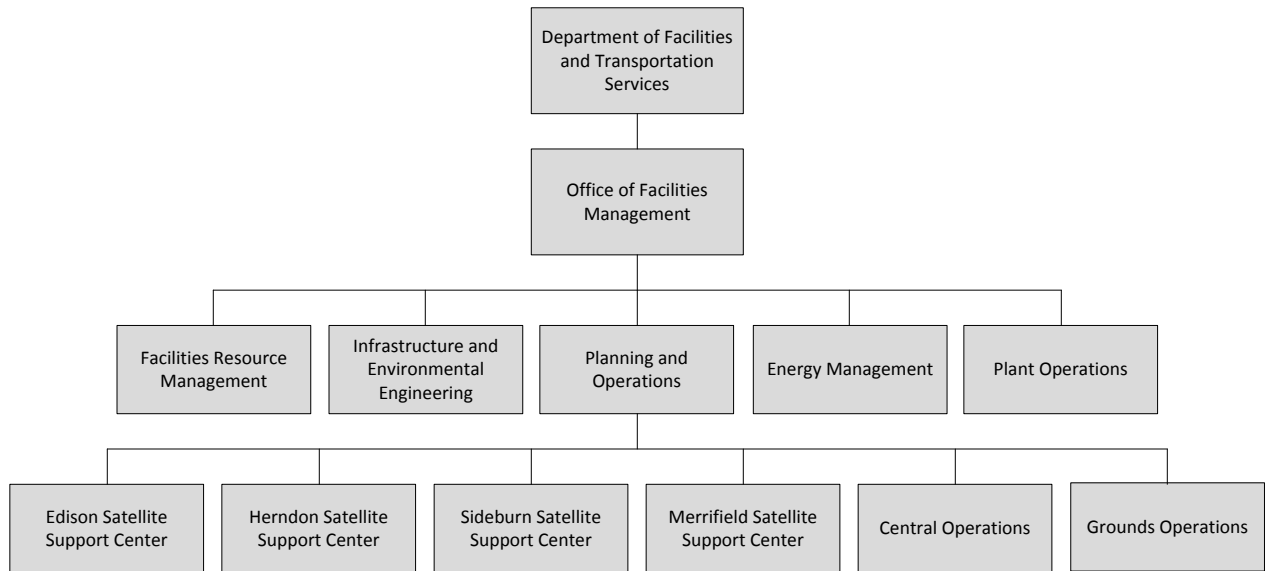 Department of Facilities
and Transportation
Services
Office of Facilities
Management
Facilities Resource
Management
Infrastructure and
Environmental
Engineering
Planning and
Operations
Energy Management
Plant Operations
Edison Satellite
Support Center
Herndon Satellite
Support Center
Sideburn Satellite
Support Center
Merrifield Satellite
Support Center
Central Operations
Grounds Operations